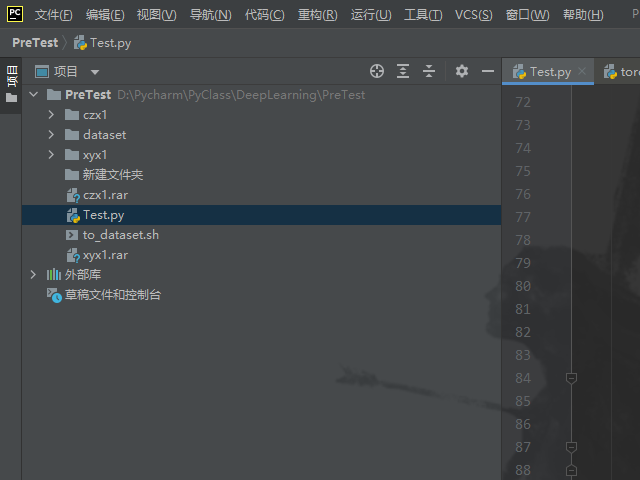 PC 文件(F) 编辑(E) 视图(V) 导航(N) 代码(C) 重构(R) 运行(U) 工具(T) VCS(S) 窗口(W) 帮助(H) P
PreTest Test.py
项目
项目
Test.py
tor
PreTest D:\Pycharm\PyClass\DeepLearning\PreTest
czx1
dataset
xyx1
新建文件夹
czx1.rar
Test.py
to_dataset.sh
xyx1.rar
外部库
草稿文件和控制台
72
73
74
75
76
77
78
79
80
81
82
83
84
85
86
87
88